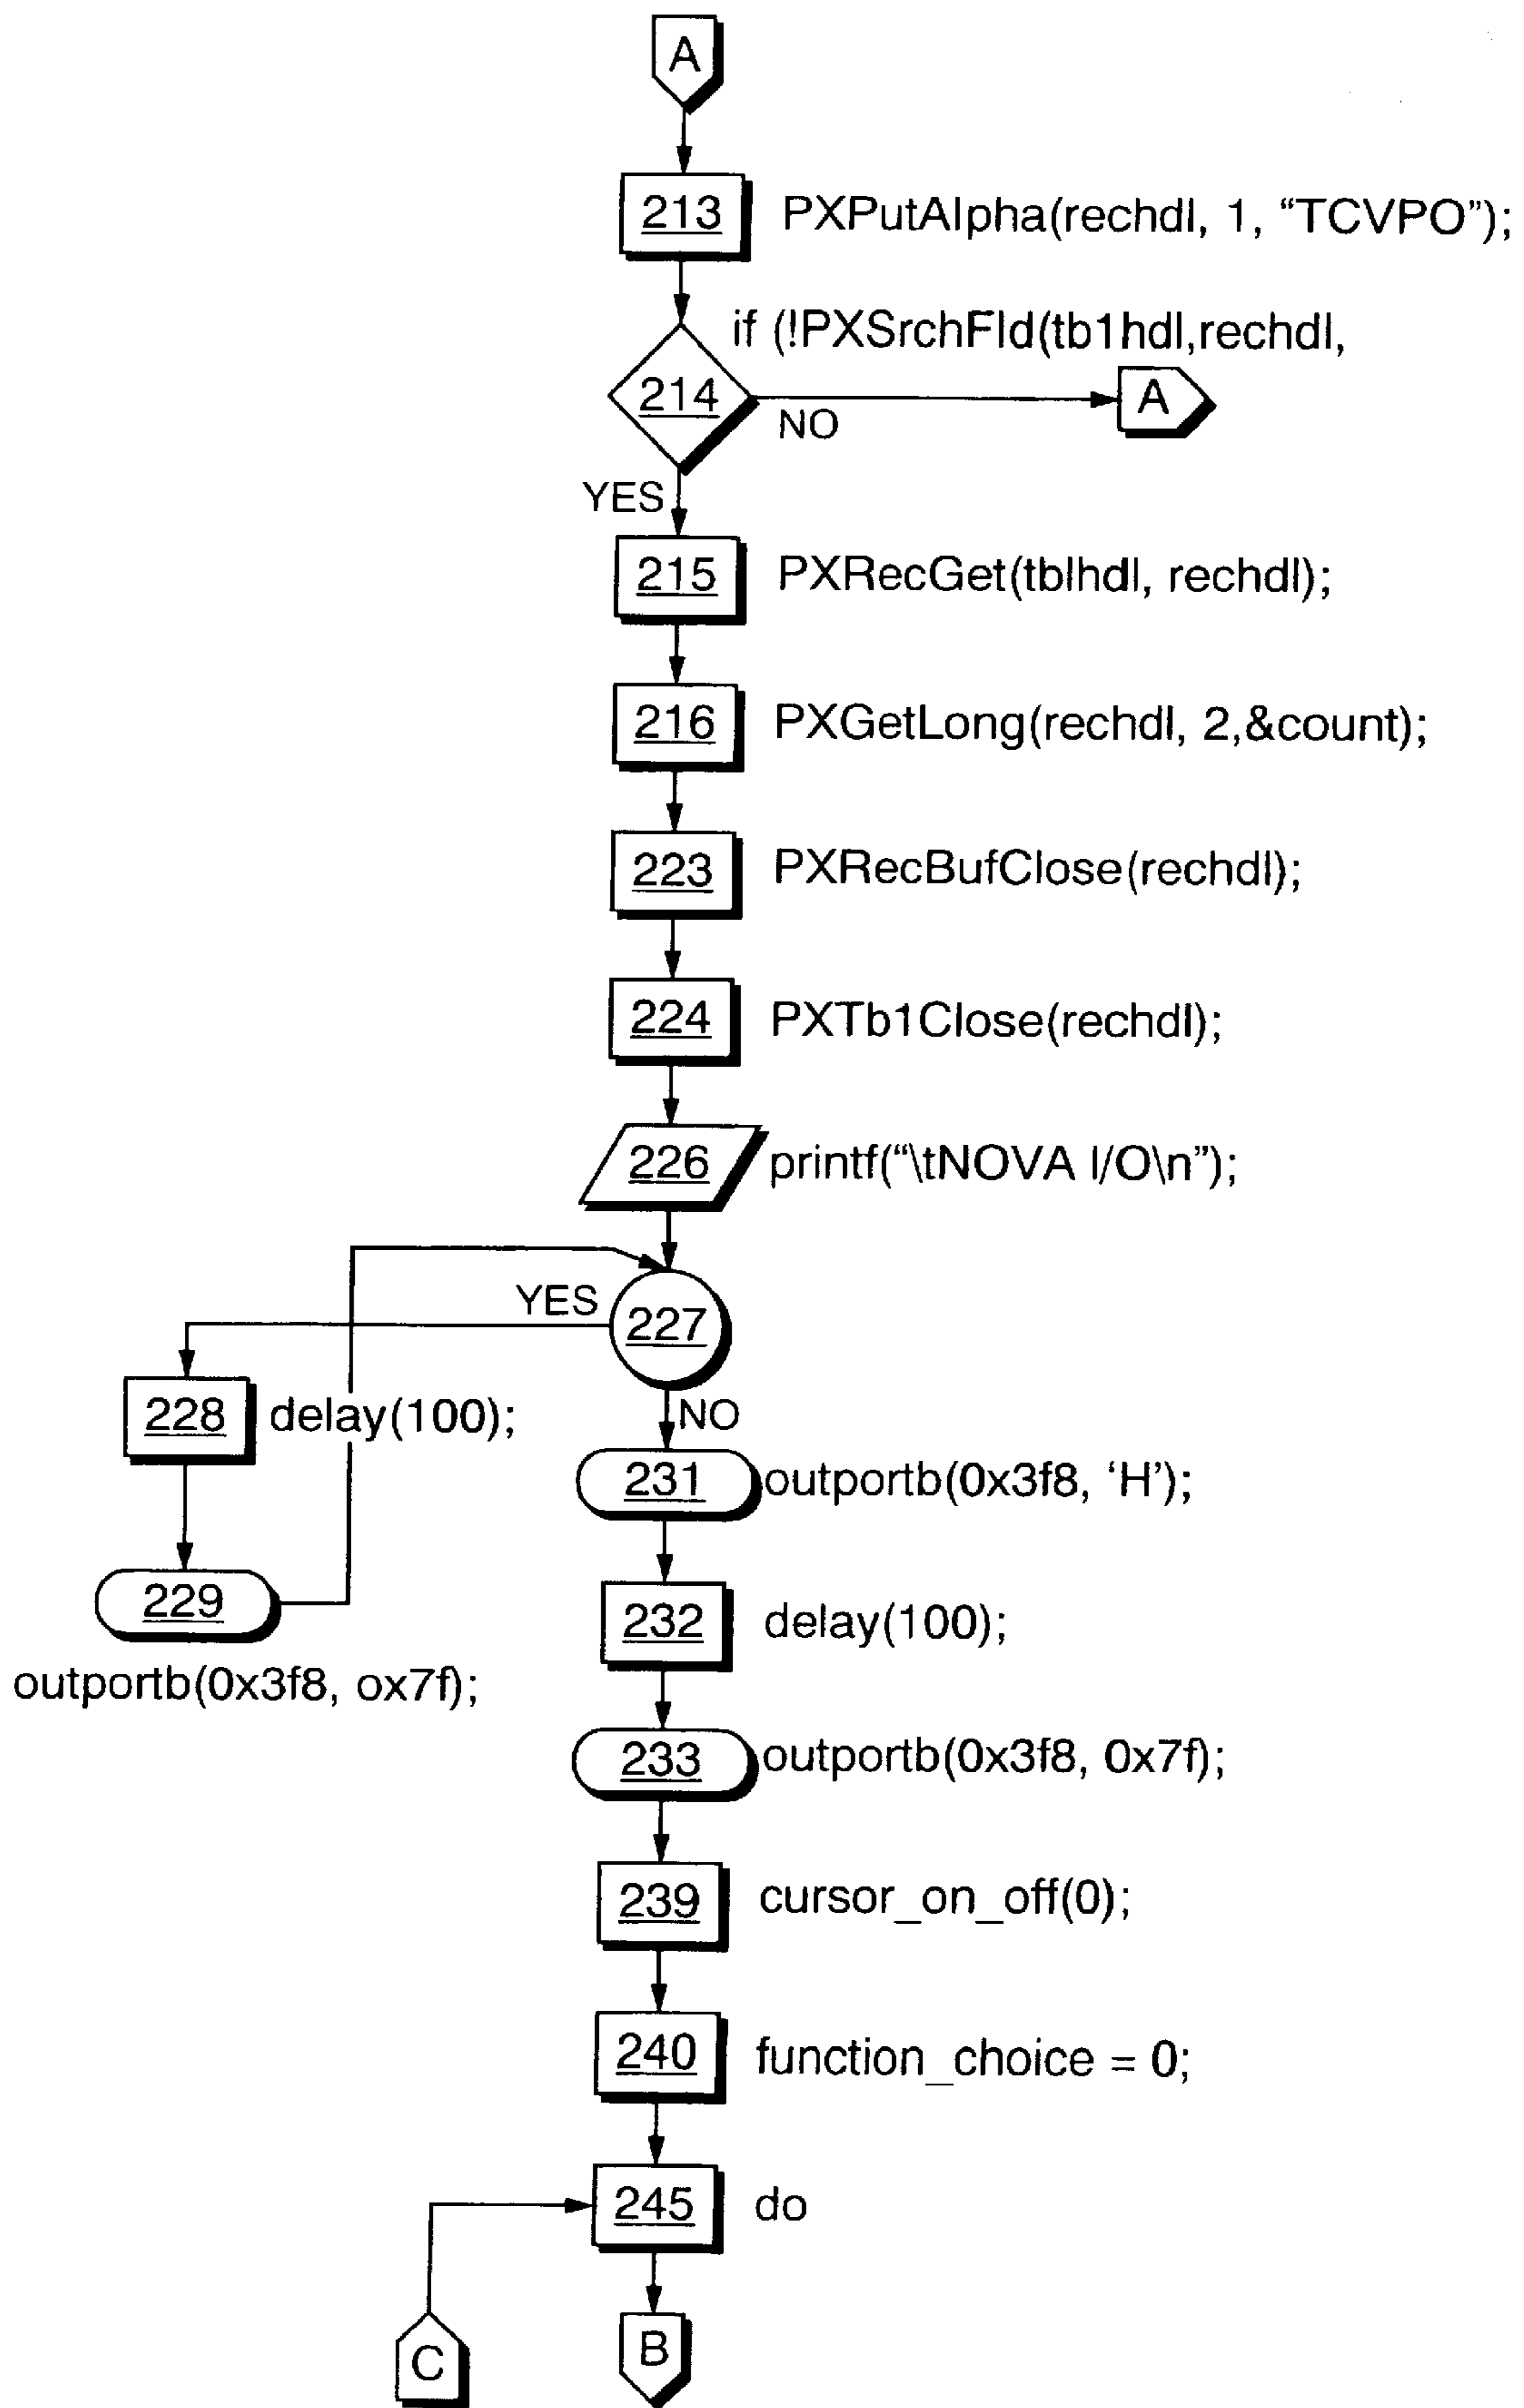 A
213 PXPutAlpha(rechdl, 1, “TCVPO”);
if (!PXSrchFld(tb1hdl,rechdl,
214
A
NO
YES
215 PXRecGet(tblhdl, rechdl);
216 PXGetLong(rechdl, 2,&count);
223 PXRecBufClose(rechdl);
224 PXTb1Close(rechdl);
226 printf(“\tNOVA I/O\n”);
YES
227
228 delay(100);
NO
231 outportb(0x3f8, ‘H’);
229
232 delay(100);
outportb(0x3f8, ox7f);
233 outportb(0x3f8, 0x7f);
239 cursor_on_off(0);
240 function_choice = 0;
245 do
C
B